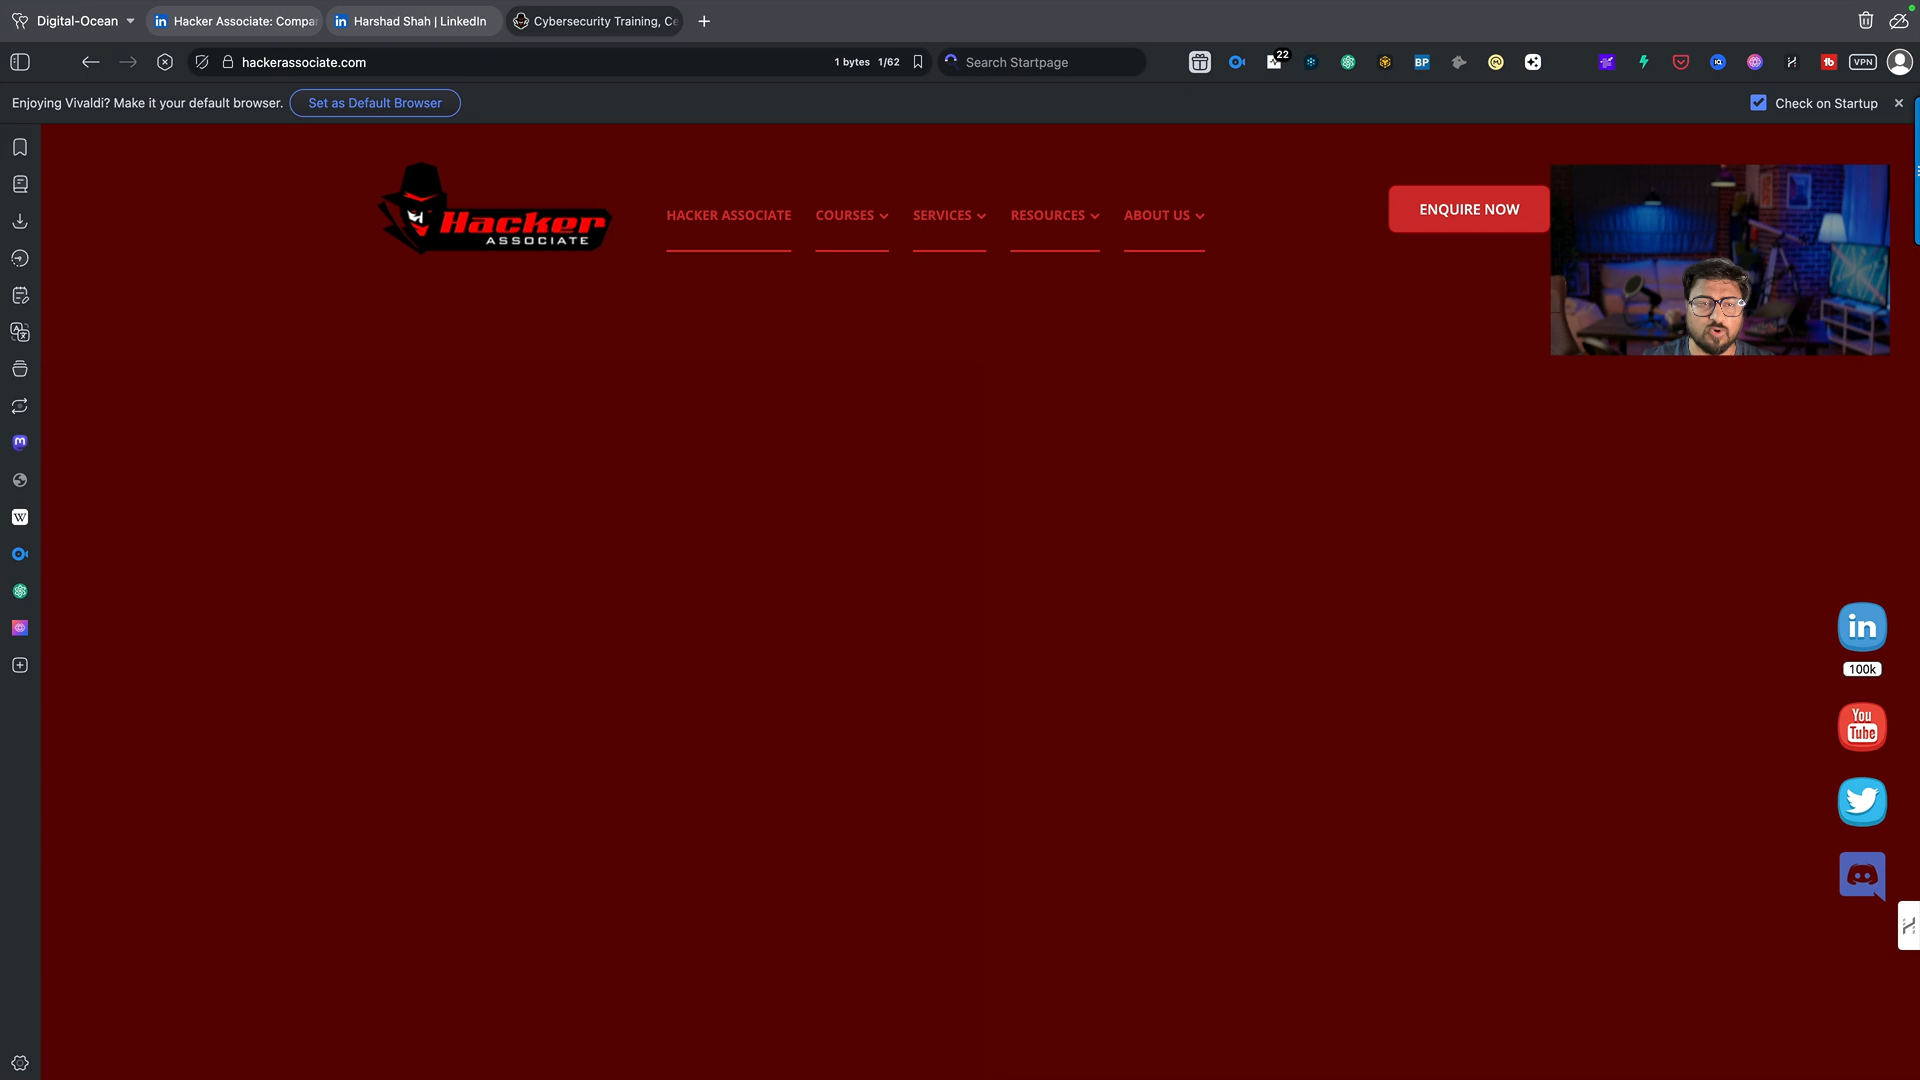 Digital-Ocean
Hacker Associate: Compar
Harshad Shah | LinkedIn
Cybersecurity Training, Ce
hackerassociate.com
1 bytes 1/62
Search Startpage
22
BP
tb
VPN
Enjoying Vivaldi? Make it your default browser.
Set as Default Browser
Check on Startup
Hacker
ASSOCIATE
HACKER ASSOCIATE
COURSES
SERVICES
RESOURCES
ABOUT US
ENQUIRE NOW
in
100k
You
Tube